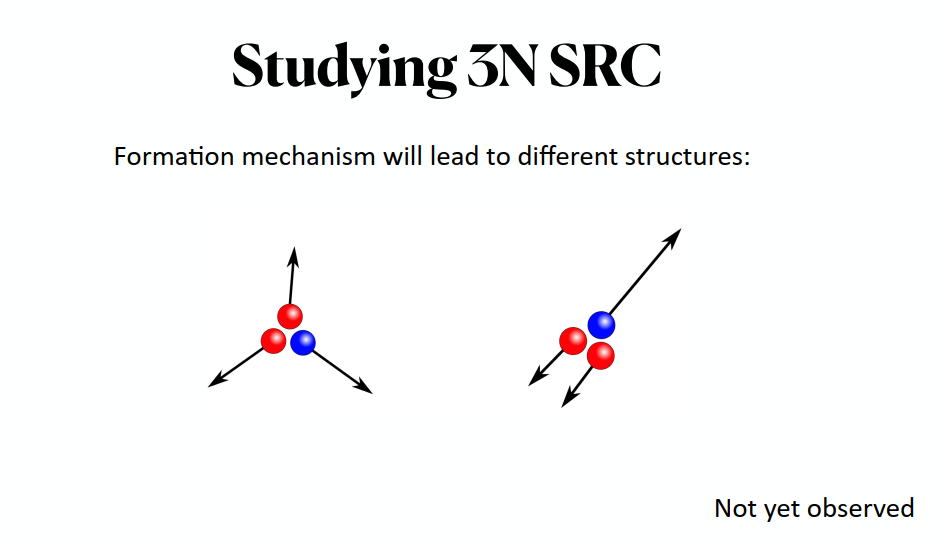 Studying 3N SRC
Formation mechanism will lead to different structures:
Not yet observed